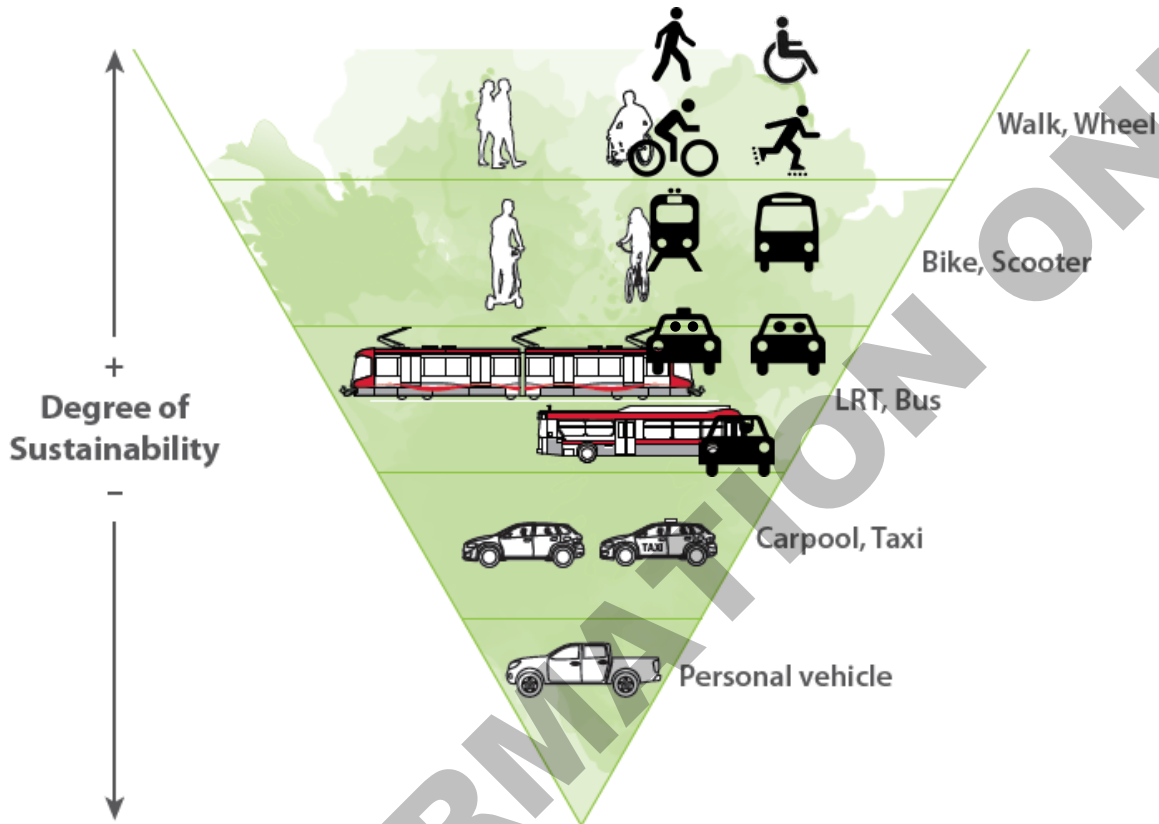 Walk, Wheel
Bike, Scooter
+
Degree of
Sustainability
−
LRT, Bus
TAXI
Carpool, Taxi
Personal vehicle
RMATION ON